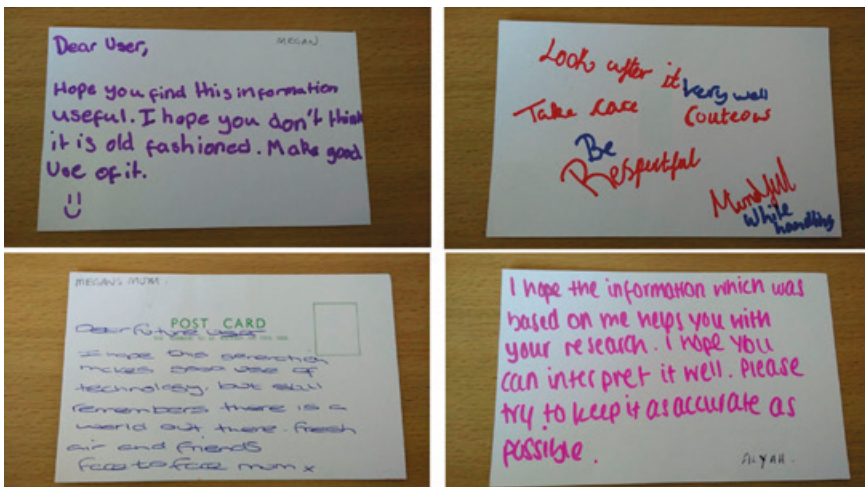 Dear User,
MEGAN
Hope you find this information
useful. I hope you don't think
it is old fashioned. Make good
Use of it.
Look after it very well
Take care Couteous
Be
Respectful
Mindful
while
handling
MEGAN'S MUM.
POST CARD
Dear future user
I hope this generation
makes good use of
technology, but still
remembers there is a
world out there. Fresh
air and friends
face to face mum x
I hope the information which was
based on me helps you with
your research. I hope you
can interpret it well. Please
try to keep it as accurate as
possible.
ALYAH.